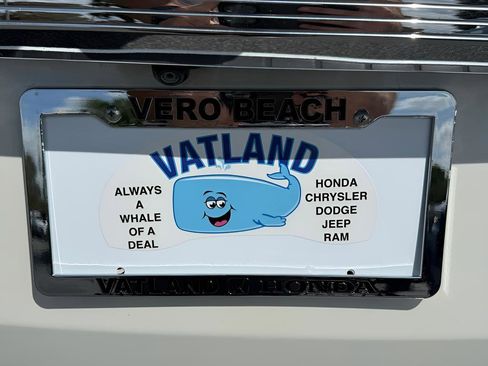 VERO BEACH
VATLAND
ALWAYS
A
WHALE
OF A
DEAL
HONDA
CHRYSLER
DODGE
JEEP
RAM
VATLAND HONDA